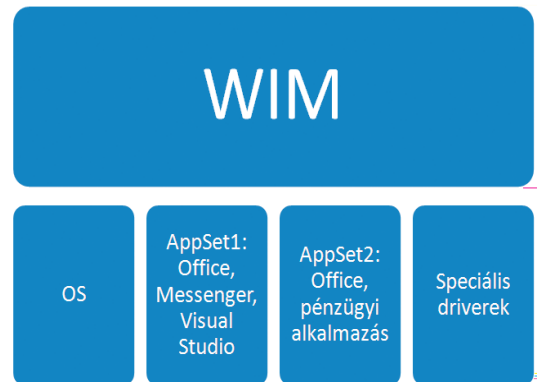 WIM
OS
AppSet1:
Office,
Messenger,
Visual
Studio
AppSet2:
Office,
pénzügyi
alkalmazás
Speciális
driverek